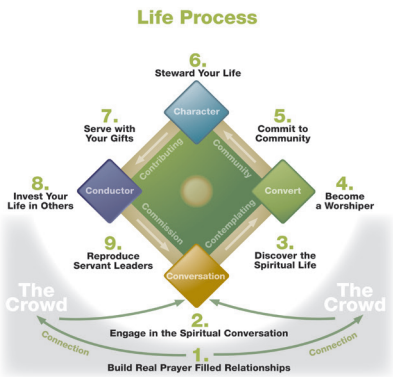 Life Process
6.
Steward Your Life
Character
7.
Serve with
Your Gifts
5.
Commit to
Community
Contributing
Community
8.
Invest Your
Life in Others
Conductor
Convert
4.
Become
a Worshiper
Commission
Contemplating
9.
Reproduce
Servant Leaders
3.
Discover the
Spiritual Life
Conversation
The
Crowd
The
Crowd
2.
Engage in the Spiritual Conversation
Connection
Connection
1.
Build Real Prayer Filled Relationships